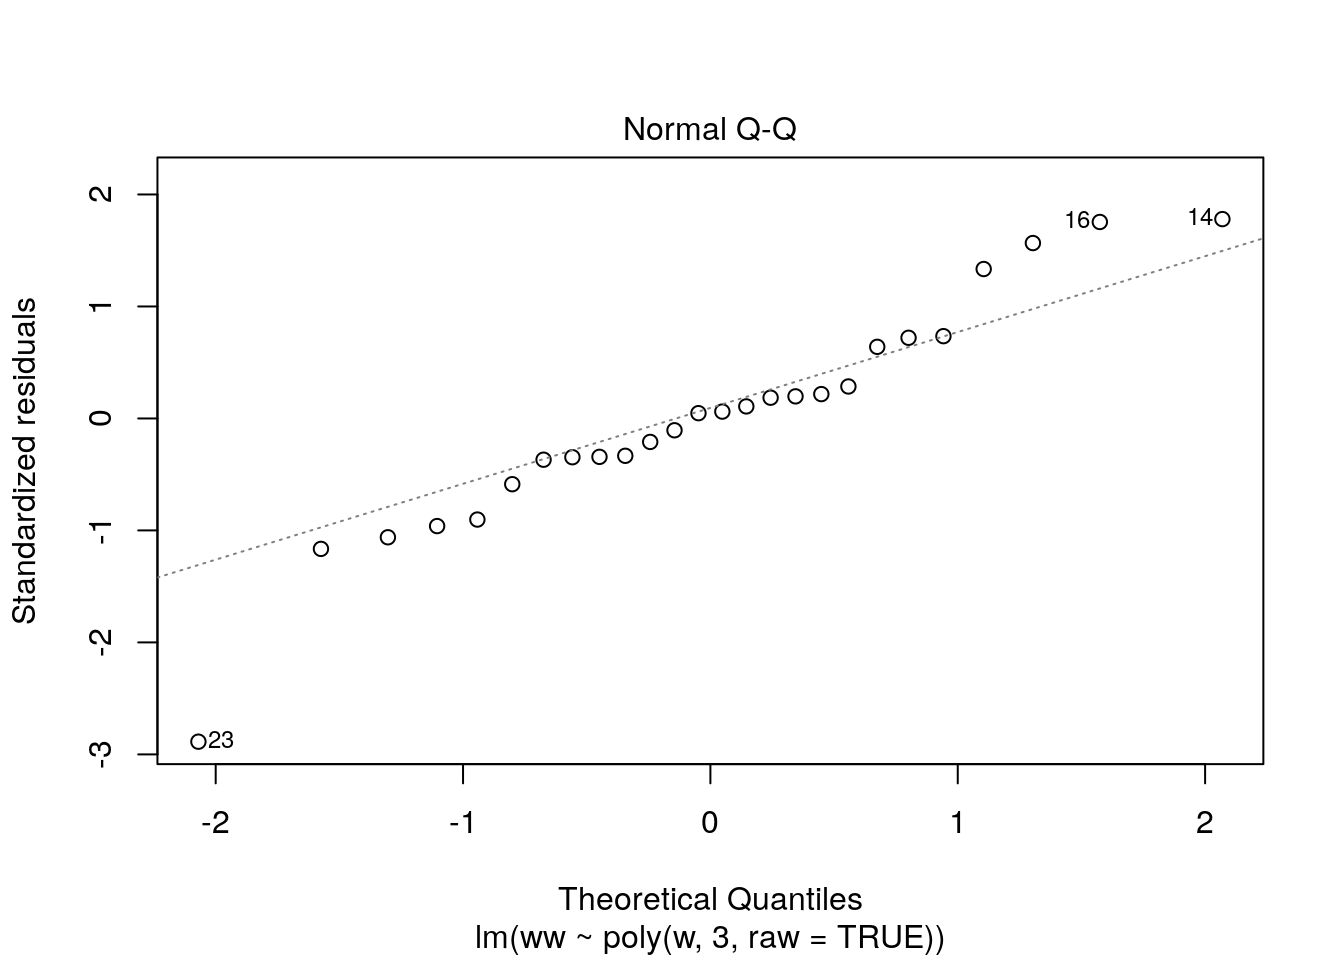 Normal Q-Q
Standardized residuals
2
1
0
-1
-2
-3
16
14
23
-2 -1 0 1 2
Theoretical Quantiles
lm(ww ~ poly(w, 3, raw = TRUE))